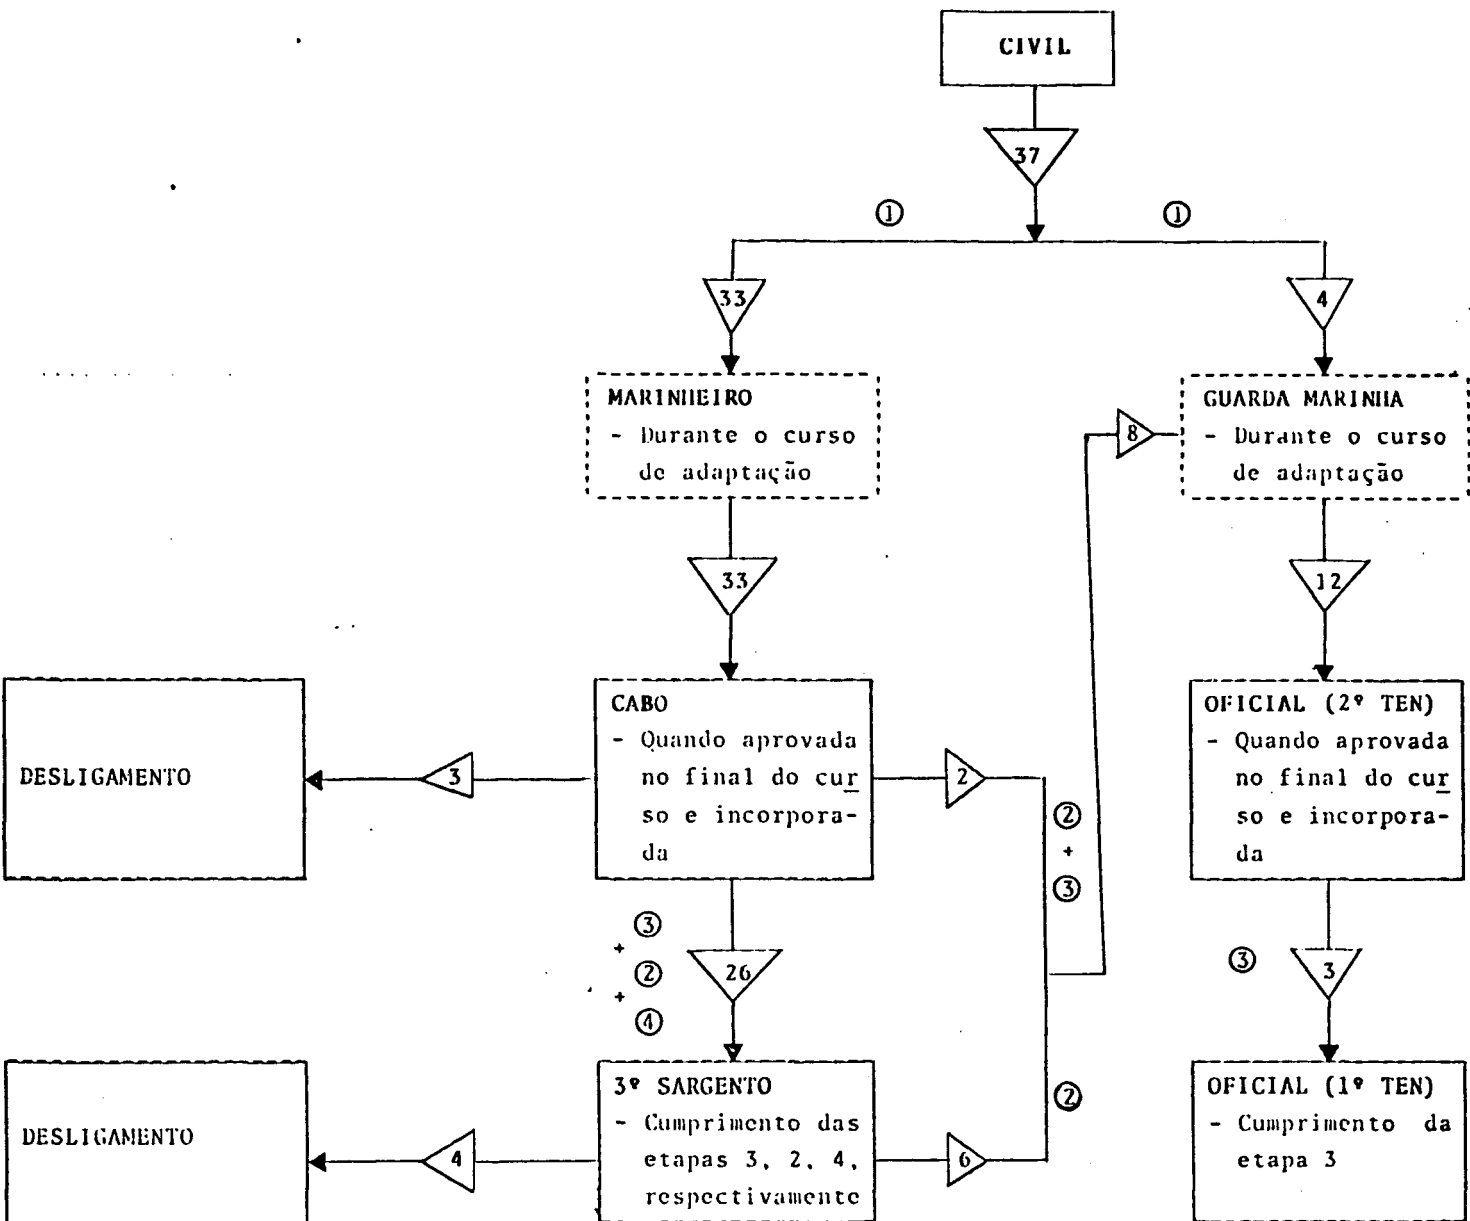 CIVIL
37
① ①
33
4
MARINHEIRO
- Durante o curso
de adaptação
GUARDA MARINHA
- Durante o curso
de adaptação
8
33
12
DESLIGAMENTO
3
CABO
- Quando aprovada
no final do cur
so e incorpora-
da
2
②
+
③
OFICIAL (2º TEN)
- Quando aprovada
no final do cur
so e incorpora-
da
③
+
②
+
④
26
③
3
DESLIGAMENTO
4
3º SARGENTO
- Cumprimento das
etapas 3, 2, 4,
respectivamente
6
②
OFICIAL (1º TEN)
- Cumprimento da
etapa 3